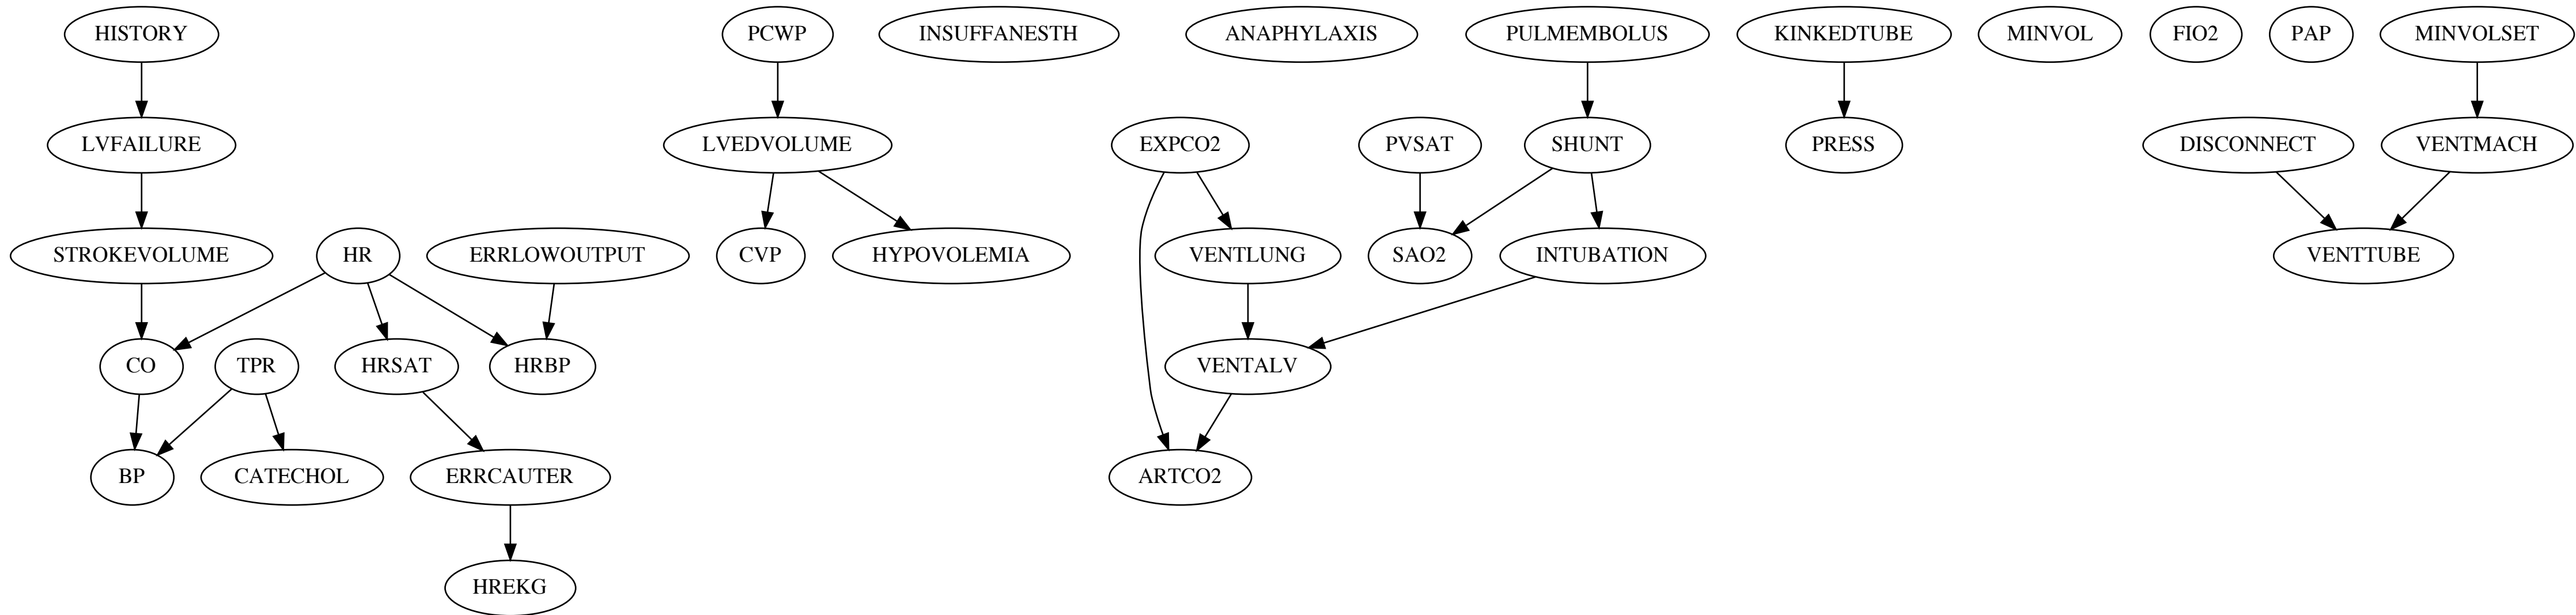 HISTORY
PCWP
INSUFFANESTH
ANAPHYLAXIS
PULMEMBOLUS
KINKEDTUBE
MINVOL
FIO2
PAP
MINVOLSET
LVFAILURE
LVEDVOLUME
EXPCO2
PVSAT
SHUNT
PRESS
DISCONNECT
VENTMACH
STROKEVOLUME
HR
ERRLOWOUTPUT
CVP
HYPOVOLEMIA
VENTLUNG
SAO2
INTUBATION
VENTTUBE
CO
TPR
HRSAT
HRBP
VENTALV
BP
CATECHOL
ERRCAUTER
ARTCO2
HREKG